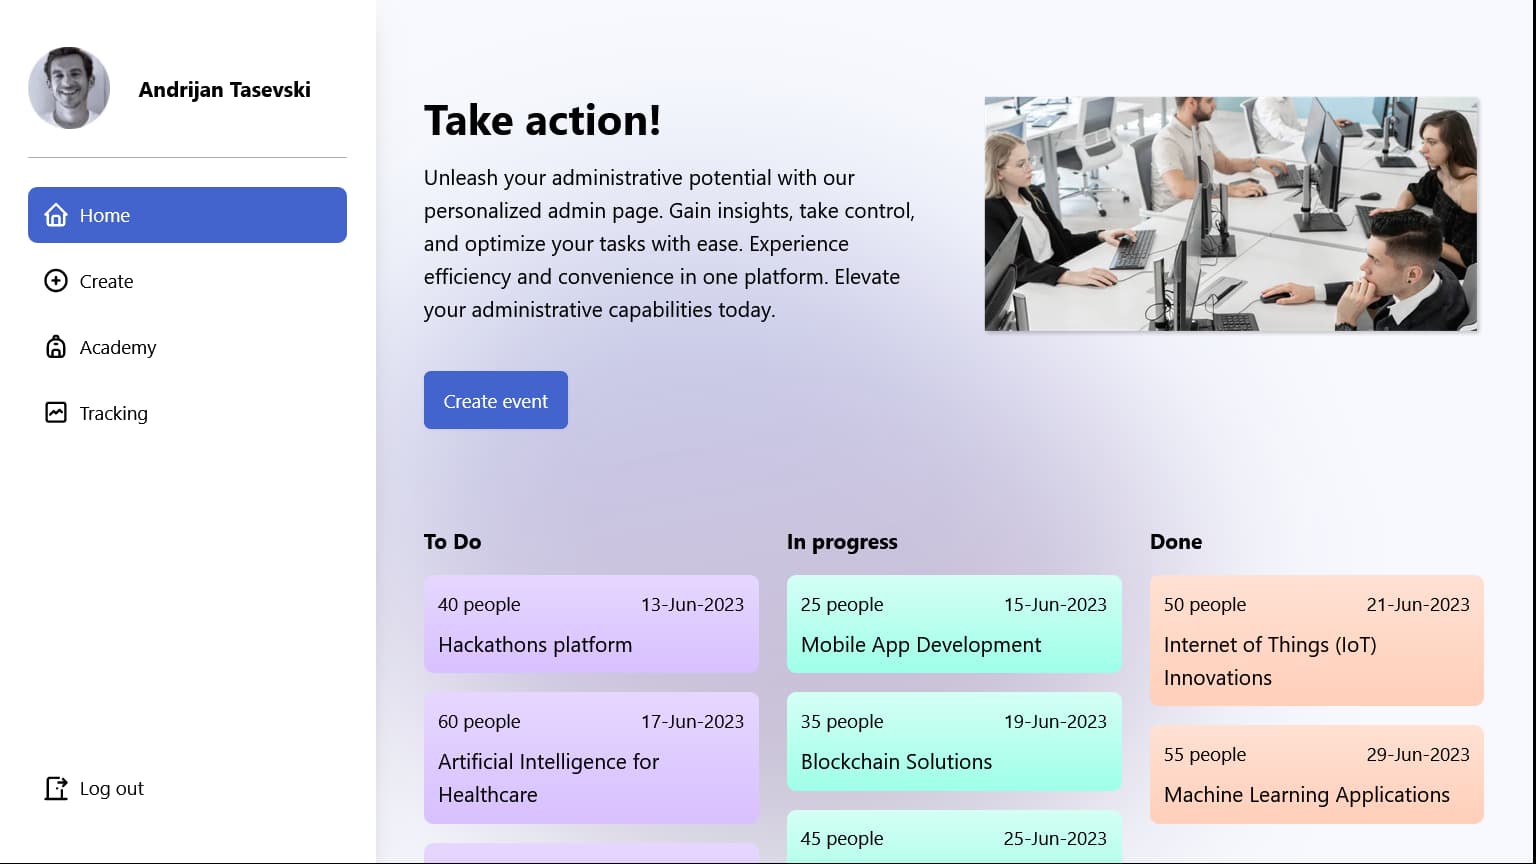 Andrijan Tasevski
Home
Create
Academy
Tracking
Log out
Take action!
Unleash your administrative potential with our
personalized admin page. Gain insights, take control,
and optimize your tasks with ease. Experience
efficiency and convenience in one platform. Elevate
your administrative capabilities today.
Create event
To Do
40 people 13-Jun-2023
Hackathons platform
60 people 17-Jun-2023
Artificial Intelligence for
Healthcare
In progress
25 people 15-Jun-2023
Mobile App Development
35 people 19-Jun-2023
Blockchain Solutions
45 people 25-Jun-2023
Done
50 people 21-Jun-2023
Internet of Things (IoT)
Innovations
55 people 29-Jun-2023
Machine Learning Applications